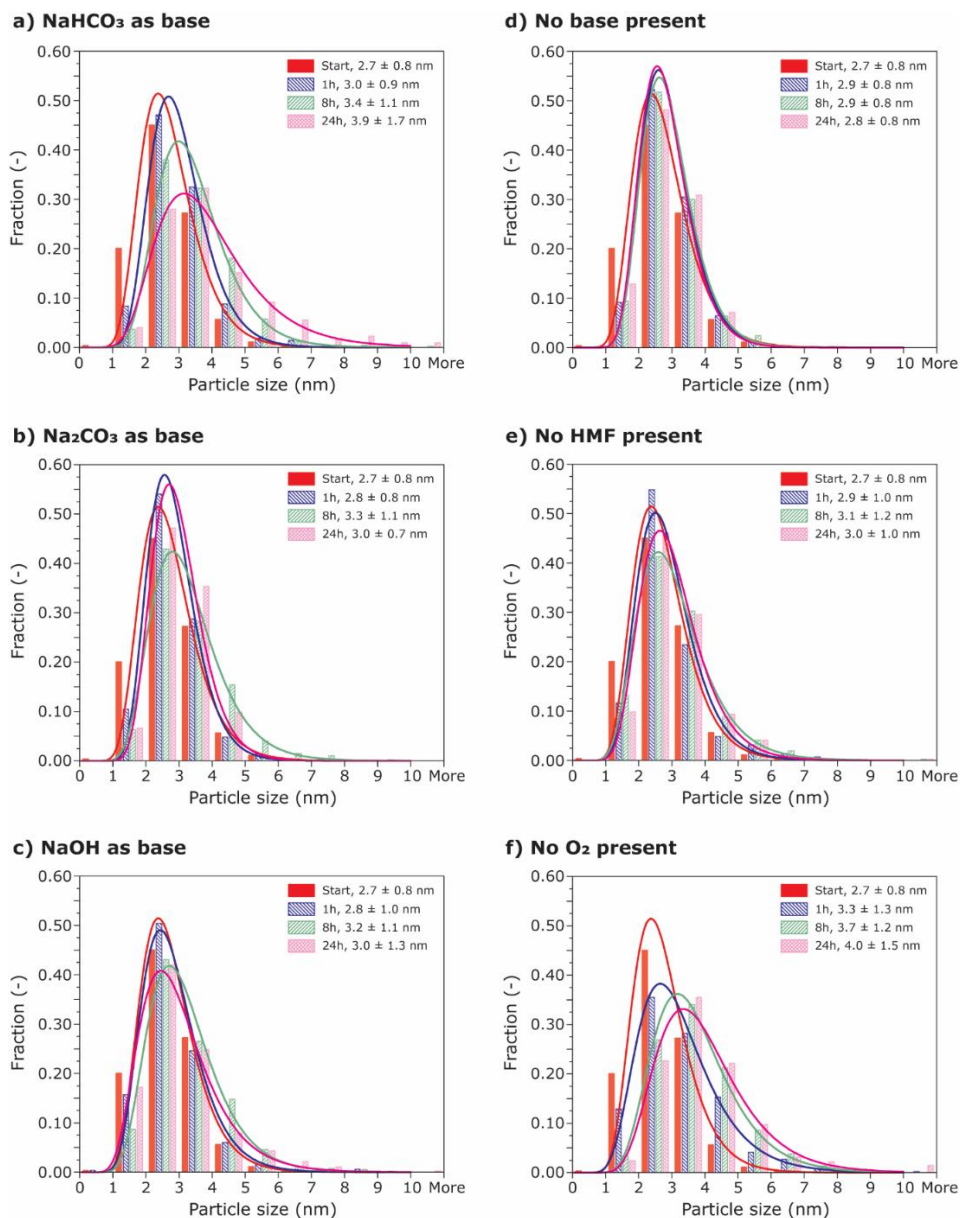 a) NaHCO₃ as base
0.60
0.50
0.40
0.30
0.20
0.10
0.00
Fraction (-)
Start, 2.7 ± 0.8 nm
1h, 3.0 ± 0.9 nm
8h, 3.4 ± 1.1 nm
24h, 3.9 ± 1.7 nm
0 1 2 3 4 5 6 7 8 9 10 More
Particle size (nm)
d) No base present
0.60
0.50
0.40
0.30
0.20
0.10
0.00
Fraction (-)
Start, 2.7 ± 0.8 nm
1h, 2.9 ± 0.8 nm
8h, 2.9 ± 0.8 nm
24h, 2.8 ± 0.8 nm
0 1 2 3 4 5 6 7 8 9 10 More
Particle size (nm)
b) Na₂CO₃ as base
0.60
0.50
0.40
0.30
0.20
0.10
0.00
Fraction (-)
Start, 2.7 ± 0.8 nm
1h, 2.8 ± 0.8 nm
8h, 3.3 ± 1.1 nm
24h, 3.0 ± 0.7 nm
0 1 2 3 4 5 6 7 8 9 10 More
Particle size (nm)
e) No HMF present
0.60
0.50
0.40
0.30
0.20
0.10
0.00
Fraction (-)
Start, 2.7 ± 0.8 nm
1h, 2.9 ± 1.0 nm
8h, 3.1 ± 1.2 nm
24h, 3.0 ± 1.0 nm
0 1 2 3 4 5 6 7 8 9 10 More
Particle size (nm)
c) NaOH as base
0.60
0.50
0.40
0.30
0.20
0.10
0.00
Fraction (-)
Start, 2.7 ± 0.8 nm
1h, 2.8 ± 1.0 nm
8h, 3.2 ± 1.1 nm
24h, 3.0 ± 1.3 nm
0 1 2 3 4 5 6 7 8 9 10 More
Particle size (nm)
f) No O₂ present
0.60
0.50
0.40
0.30
0.20
0.10
0.00
Fraction (-)
Start, 2.7 ± 0.8 nm
1h, 3.3 ± 1.3 nm
8h, 3.7 ± 1.2 nm
24h, 4.0 ± 1.5 nm
0 1 2 3 4 5 6 7 8 9 10 More
Particle size (nm)